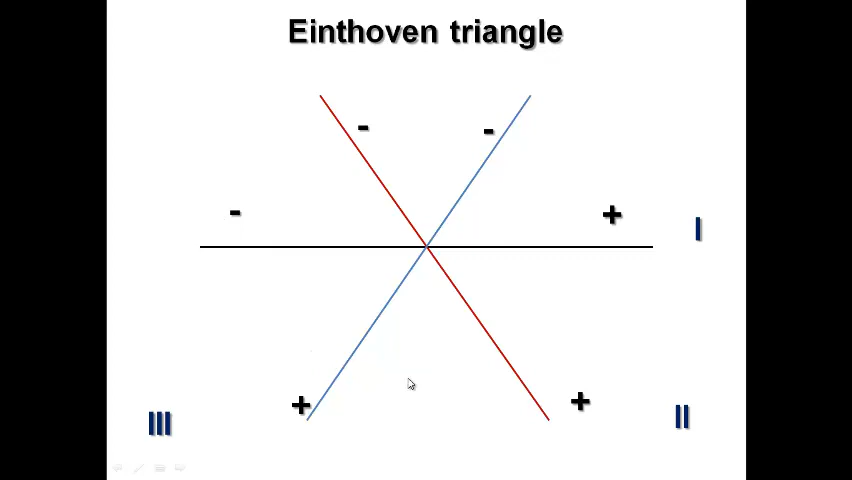 Einthoven triangle
- -
- +
I
+ +
III II